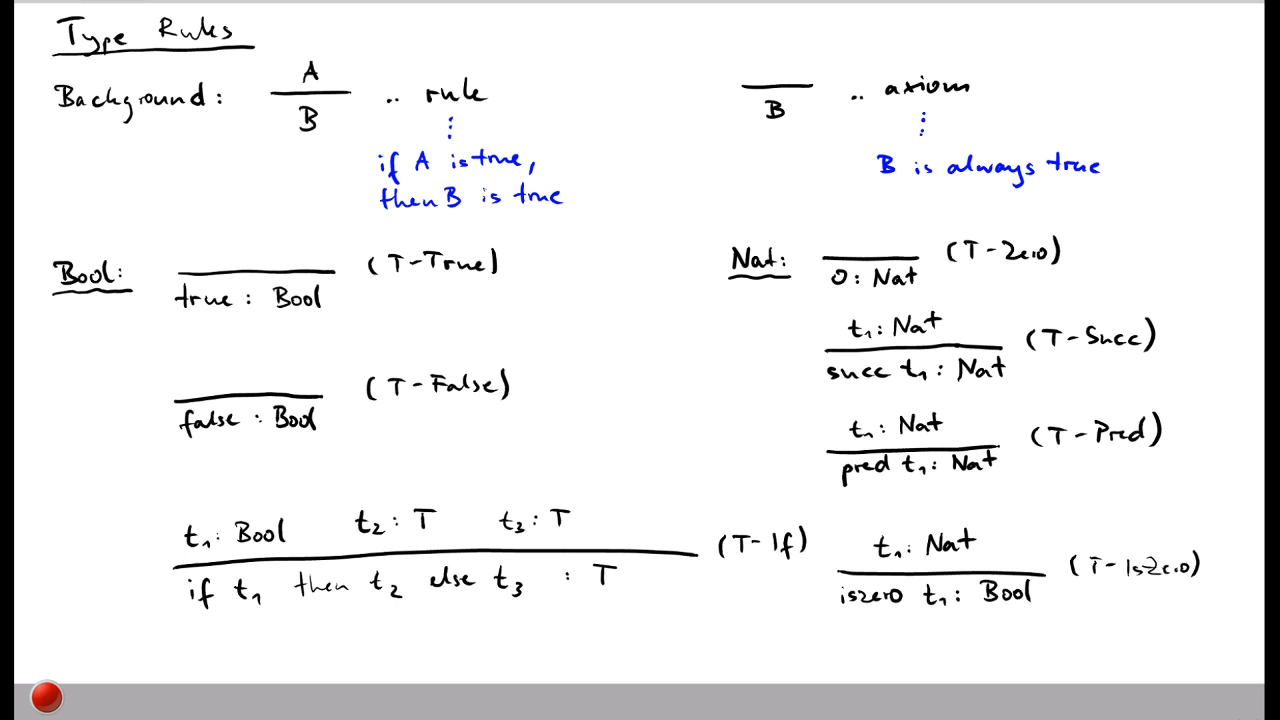 Type Rules
Background: A / B .. rule
if A is true,
then B is true
B .. axiom
B is always true
Bool:
true : Bool (T-True)
false : Bool (T-False)
t₁ : Bool t₂ : T t₃ : T
if t₁ then t₂ else t₃ : T (T-If)
Nat:
0 : Nat (T-Zero)
t₁ : Nat
succ t₁ : Nat (T-Succ)
t₁ : Nat
pred t₁ : Nat (T-Pred)
t₁ : Nat
iszero t₁ : Bool (T-IsZero)